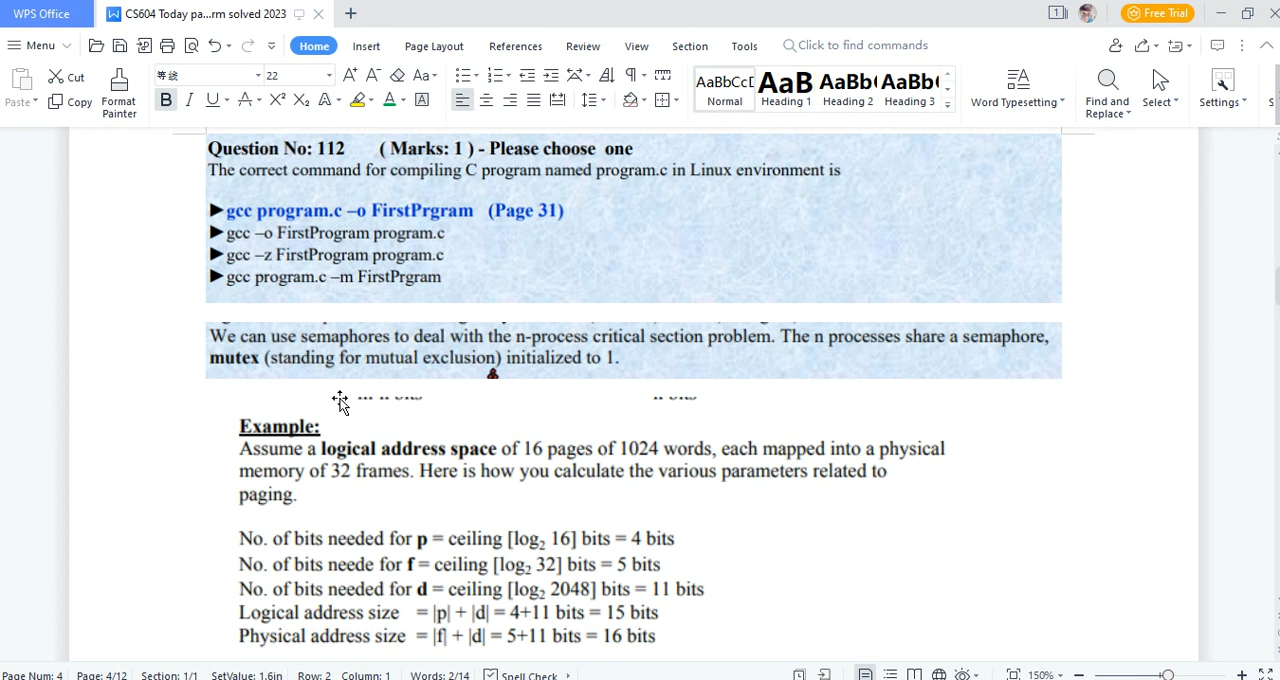 WPS Office
CS604 Today pa...rm solved 2023
Free Trial
Menu
Home
Insert
Page Layout
References
Review
View
Section
Tools
Click to find commands
Paste
Cut
Copy
Format
Painter
22
AaBbCcD
Normal
AaB
Heading 1
AaBb(
Heading 2
AaBb(
Heading 3
Word Typesetting
Find and
Replace
Select
Settings
Question No: 112 ( Marks: 1 ) - Please choose one
The correct command for compiling C program named program.c in Linux environment is
►gcc program.c –o FirstPrgram (Page 31)
►gcc –o FirstProgram program.c
►gcc –z FirstProgram program.c
►gcc program.c –m FirstPrgram
We can use semaphores to deal with the n-process critical section problem. The n processes share a semaphore,
mutex (standing for mutual exclusion) initialized to 1.
Example:
Assume a logical address space of 16 pages of 1024 words, each mapped into a physical
memory of 32 frames. Here is how you calculate the various parameters related to
paging.
No. of bits needed for p = ceiling [log₂ 16] bits = 4 bits
No. of bits neede for f = ceiling [log₂ 32] bits = 5 bits
No. of bits needed for d = ceiling [log₂ 2048] bits = 11 bits
Logical address size = |p| + |d| = 4+11 bits = 15 bits
Physical address size = |f| + |d| = 5+11 bits = 16 bits
Page Num: 4 Page: 4/12 Section: 1/1 SetValue: 1.6in Row: 2 Column: 1 Words: 2/14 Spell Check 150%